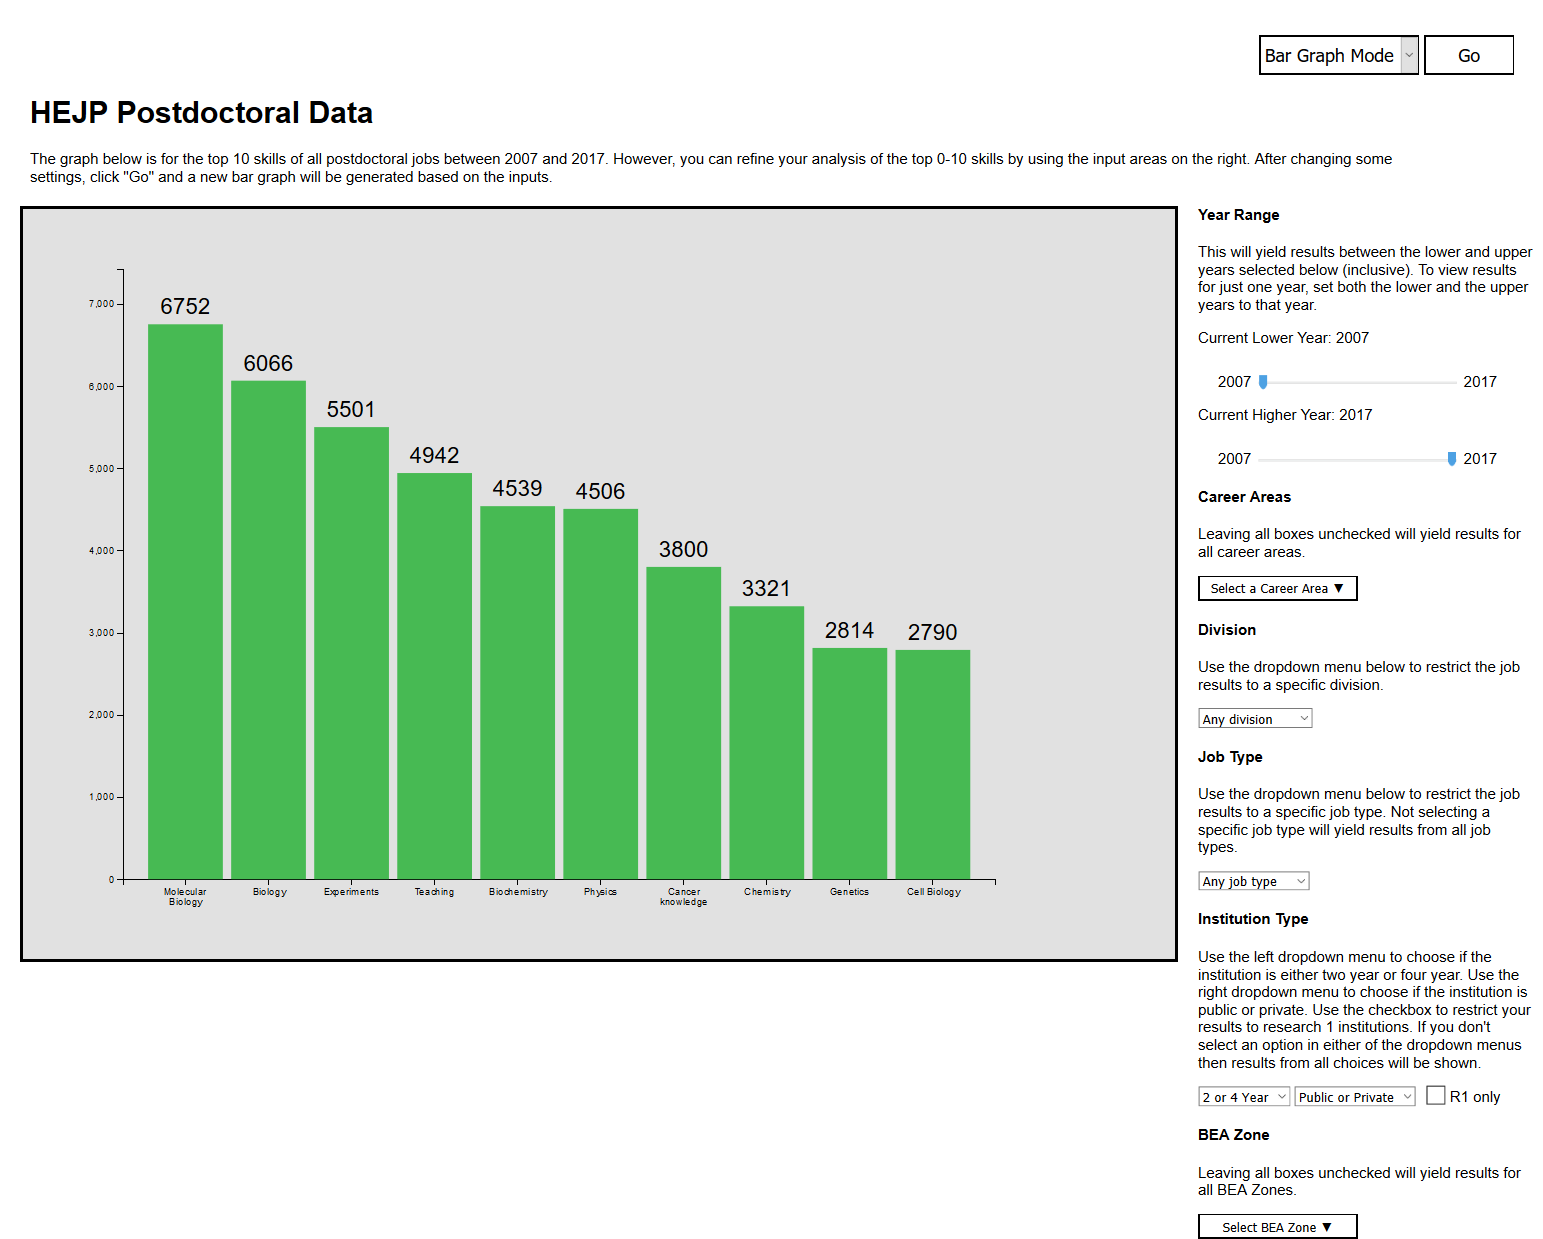 Bar Graph Mode
Go
HEJP Postdoctoral Data
The graph below is for the top 10 skills of all postdoctoral jobs between 2007 and 2017. However, you can refine your analysis of the top 0-10 skills by using the input areas on the right. After changing some
settings, click "Go" and a new bar graph will be generated based on the inputs.
7,000
6,000
5,000
4,000
3,000
2,000
1,000
0
6752
6066
5501
4942
4539
4506
3800
3321
2814
2790
Molecular
Biology
Biology
Experiments
Teaching
Biochemistry
Physics
Cancer
knowledge
Chemistry
Genetics
Cell Biology
Year Range
This will yield results between the lower and upper
years selected below (inclusive). To view results
for just one year, set both the lower and the upper
years to that year.
Current Lower Year: 2007
2007 2017
Current Higher Year: 2017
2007 2017
Career Areas
Leaving all boxes unchecked will yield results for
all career areas.
Select a Career Area ▼
Division
Use the dropdown menu below to restrict the job
results to a specific division.
Any division
Job Type
Use the dropdown menu below to restrict the job
results to a specific job type. Not selecting a
specific job type will yield results from all job
types.
Any job type
Institution Type
Use the left dropdown menu to choose if the
institution is either two year or four year. Use the
right dropdown menu to choose if the institution is
public or private. Use the checkbox to restrict your
results to research 1 institutions. If you don't
select an option in either of the dropdown menus
then results from all choices will be shown.
2 or 4 Year Public or Private R1 only
BEA Zone
Leaving all boxes unchecked will yield results for
all BEA Zones.
Select BEA Zone ▼